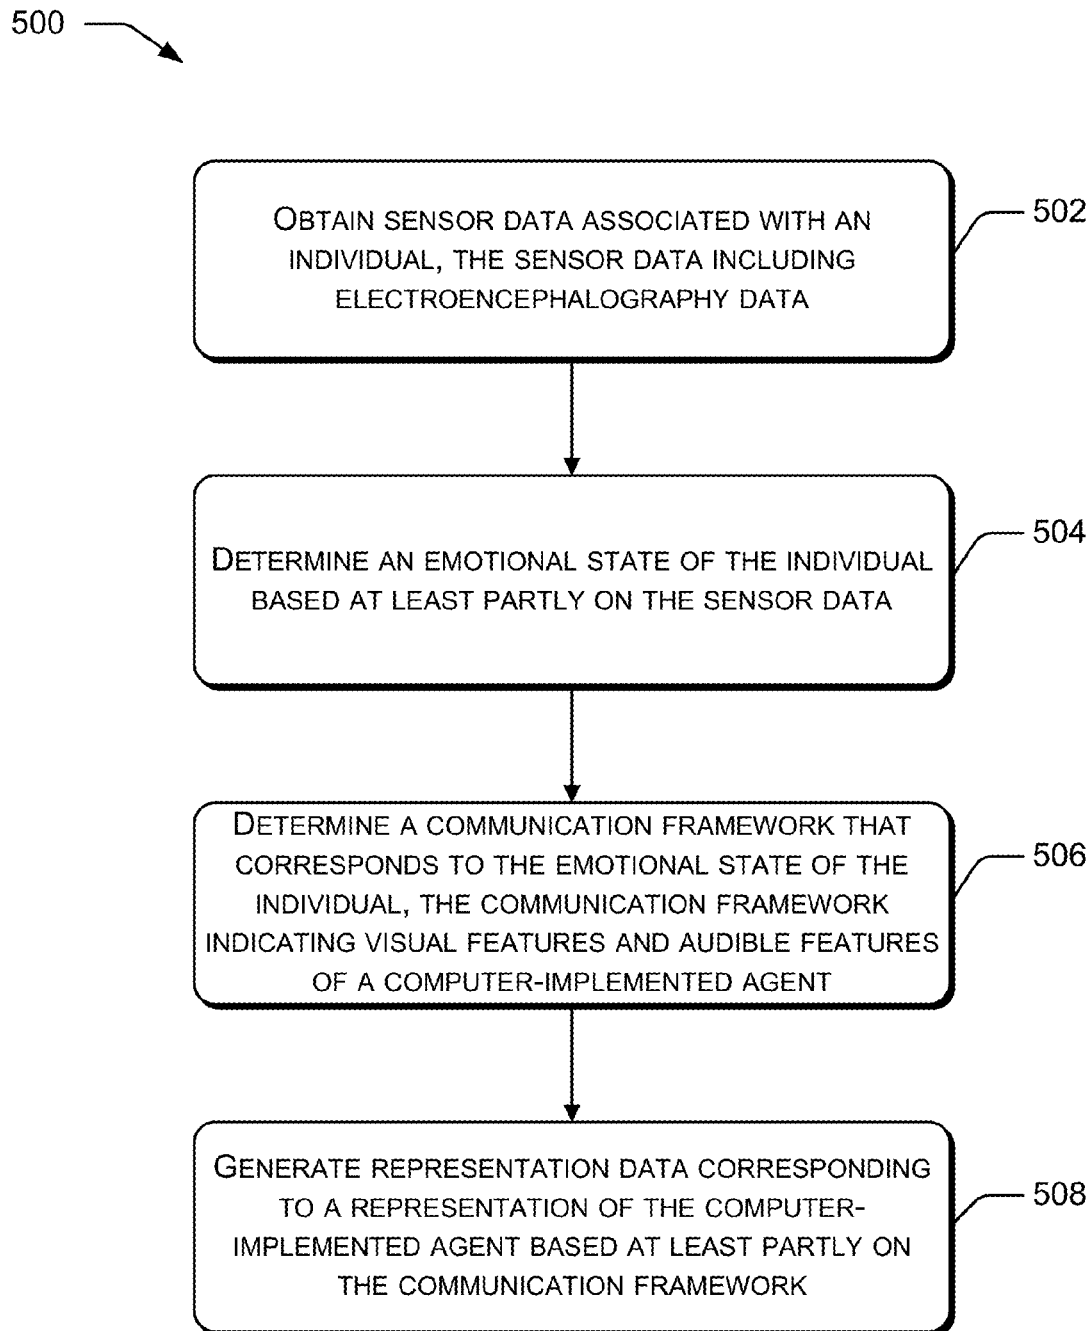 500
OBTAIN SENSOR DATA ASSOCIATED WITH AN
INDIVIDUAL, THE SENSOR DATA INCLUDING
ELECTROENCEPHALOGRAPHY DATA
502
DETERMINE AN EMOTIONAL STATE OF THE INDIVIDUAL
BASED AT LEAST PARTLY ON THE SENSOR DATA
504
DETERMINE A COMMUNICATION FRAMEWORK THAT
CORRESPONDS TO THE EMOTIONAL STATE OF THE
INDIVIDUAL, THE COMMUNICATION FRAMEWORK
INDICATING VISUAL FEATURES AND AUDIBLE FEATURES
OF A COMPUTER-IMPLEMENTED AGENT
506
GENERATE REPRESENTATION DATA CORRESPONDING
TO A REPRESENTATION OF THE COMPUTER-
IMPLEMENTED AGENT BASED AT LEAST PARTLY ON
THE COMMUNICATION FRAMEWORK
508